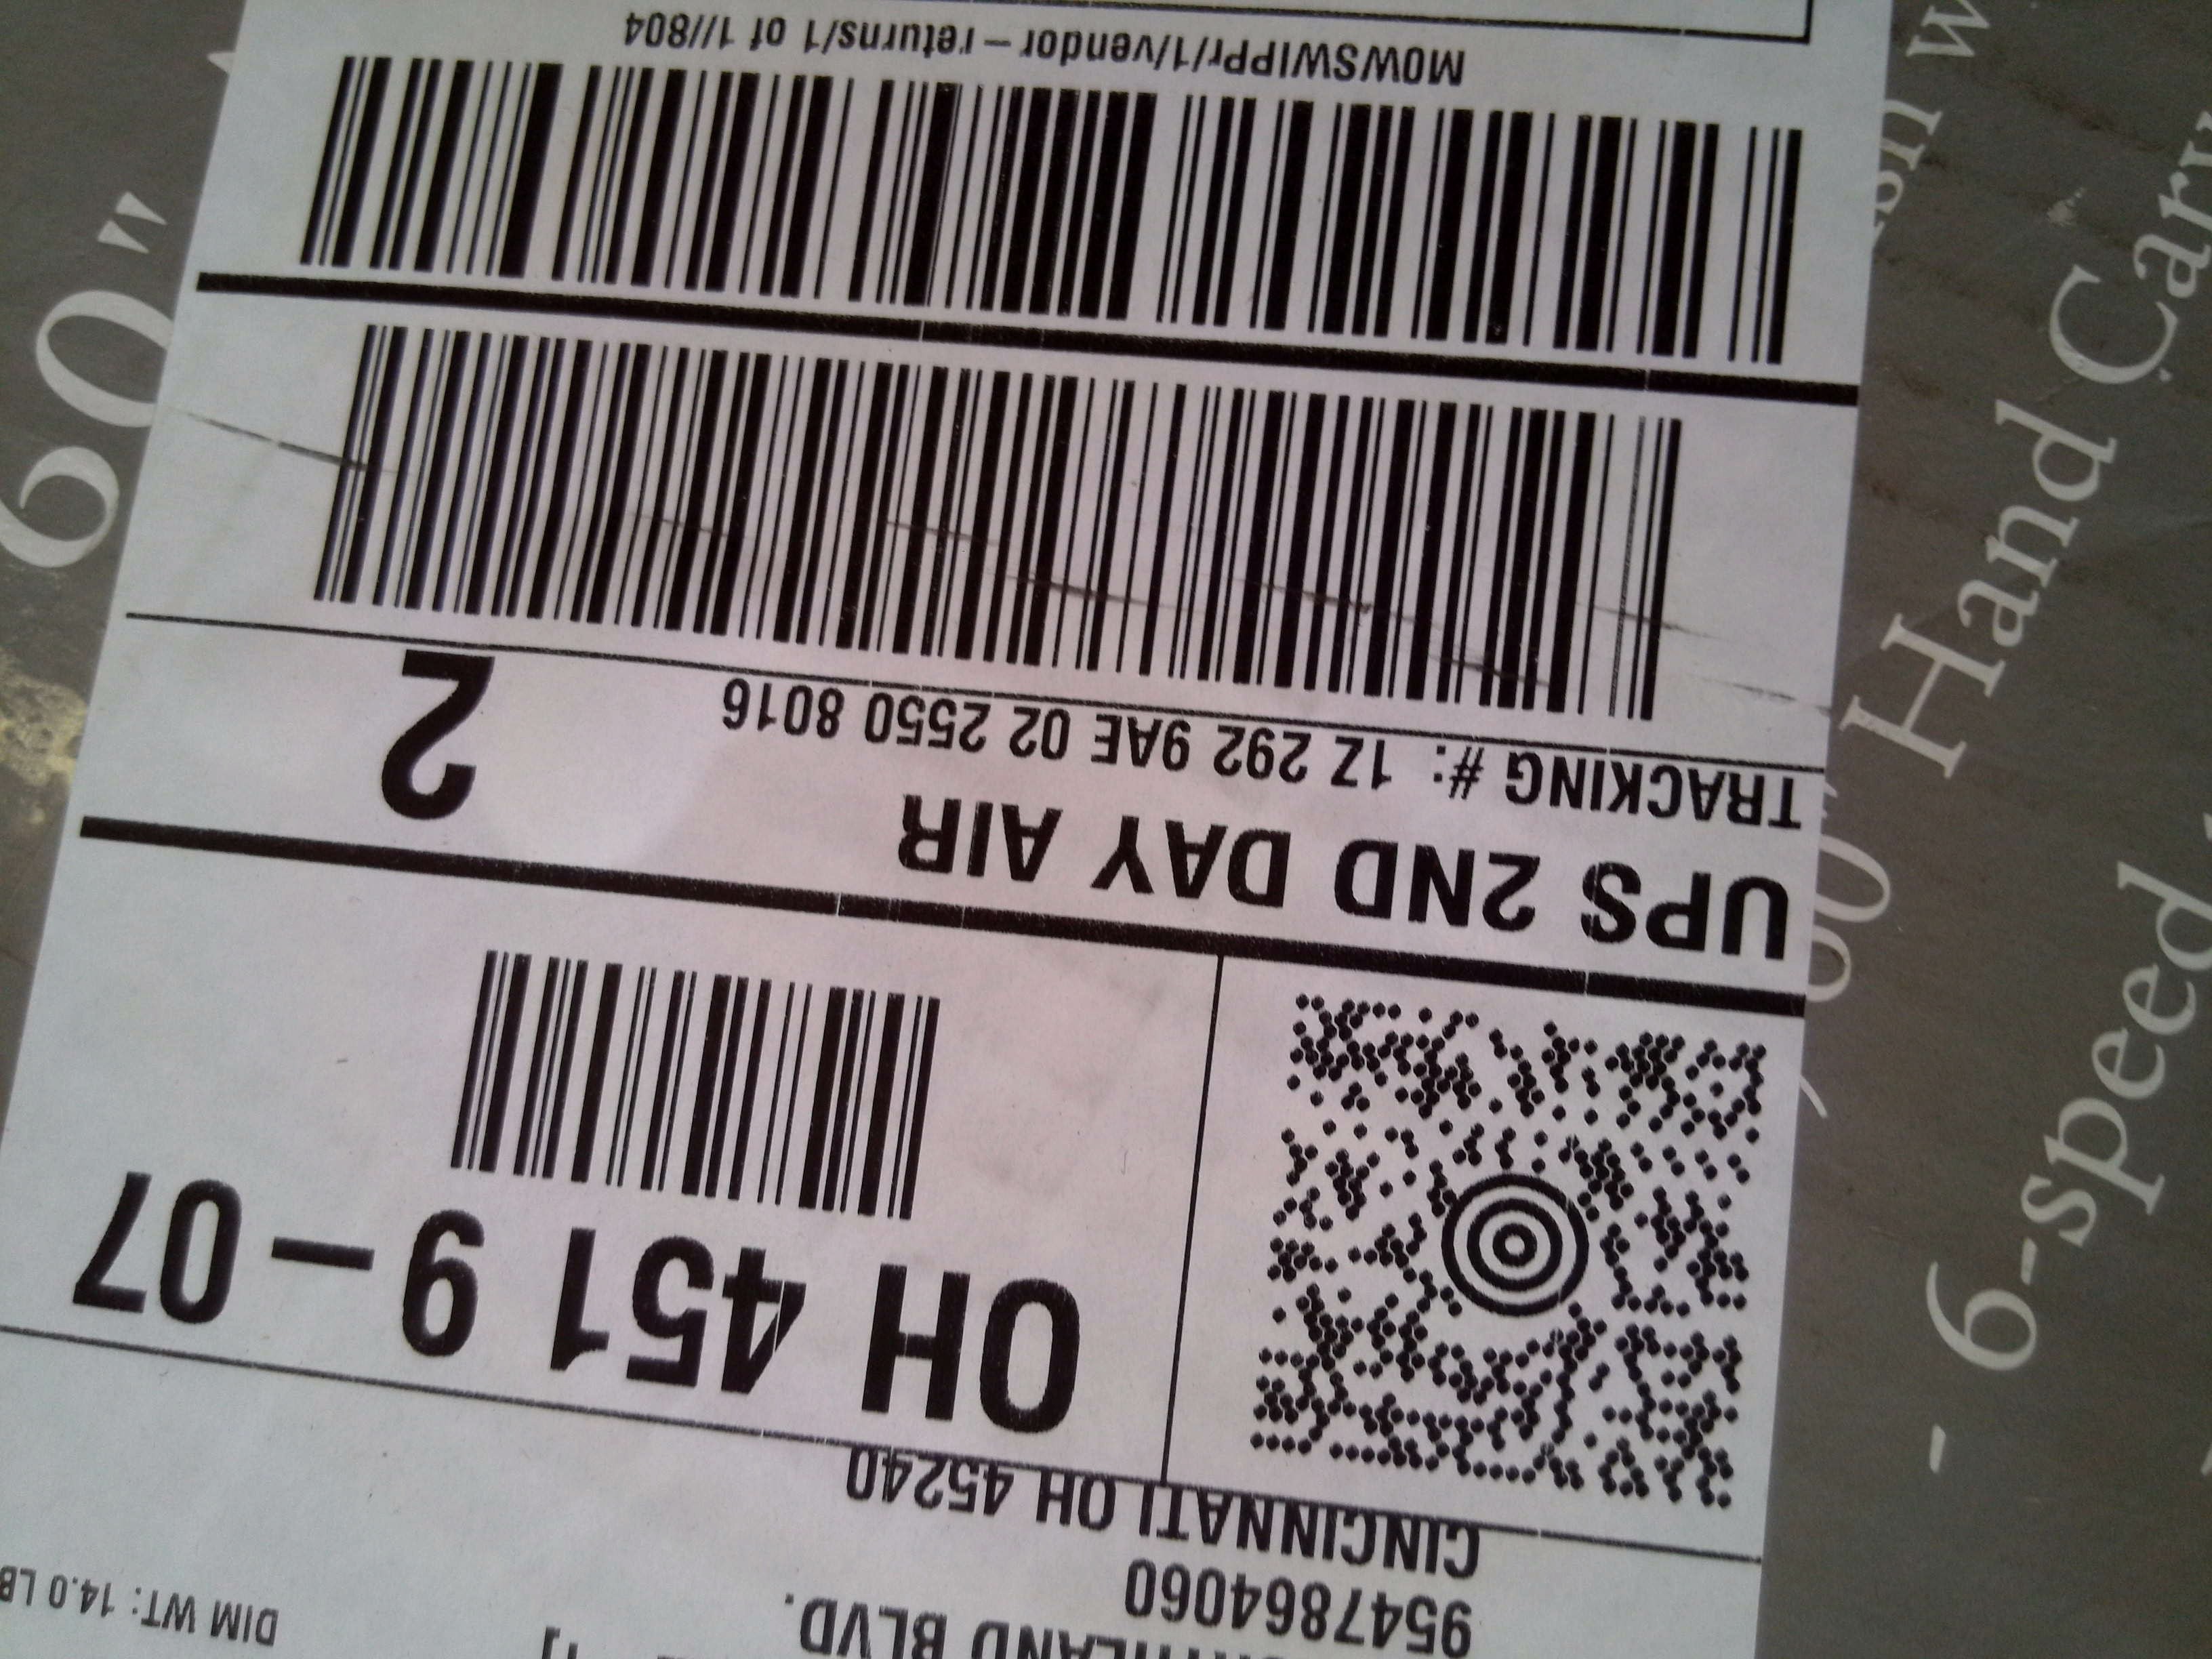 DIM WT: 14.0 LB
BLVD.
9547864060
CINCINNATI OH 45240
OH 451 9-07
UPS 2ND DAY AIR
2
TRACKING #: 1Z 292 9AE 02 2550 8016
M0WSWIPPr/1/vendor-returns/1 of 1//804
60"
Hand Carv
- 6-speed